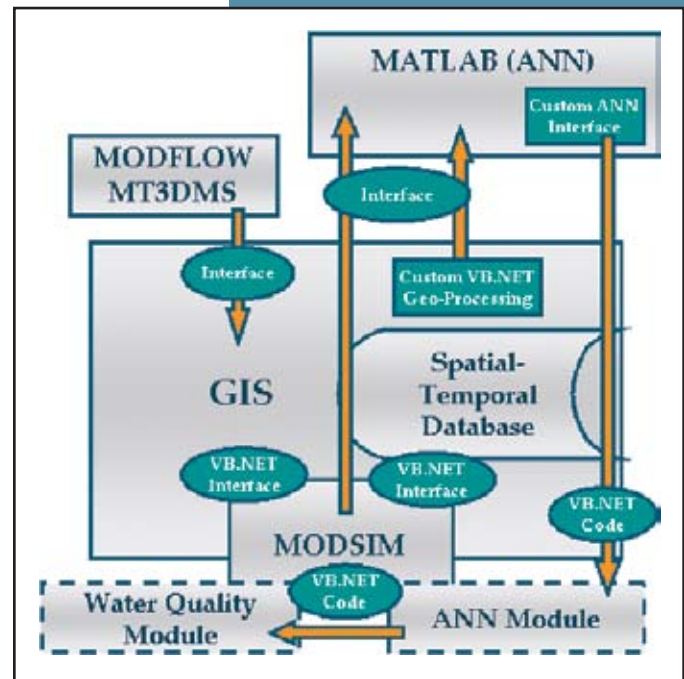 MATLAB (ANN)
Custom ANN
Interface
MODFLOW
MT3DMS
Interface
Interface
Custom VB.NET
Geo-Processing
GIS
Spatial-
Temporal
Database
VB.NET
Interface
VB.NET
Interface
VB.NET
Code
MODSIM
VB.NET
Code
Water Quality
Module
ANN Module